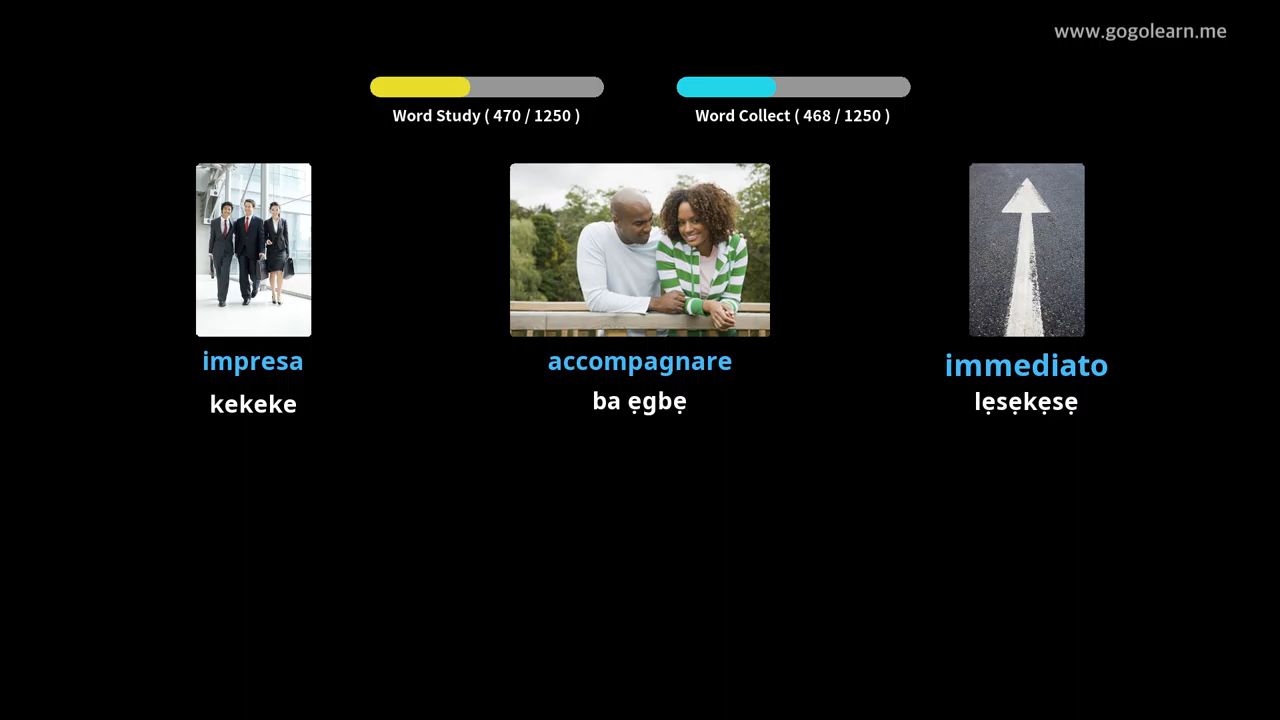 www.gogolearn.me
Word Study ( 470 / 1250 )
Word Collect ( 468 / 1250 )
impresa
kekeke
accompagnare
ba ẹgbẹ
immediato
lẹsẹkẹsẹ